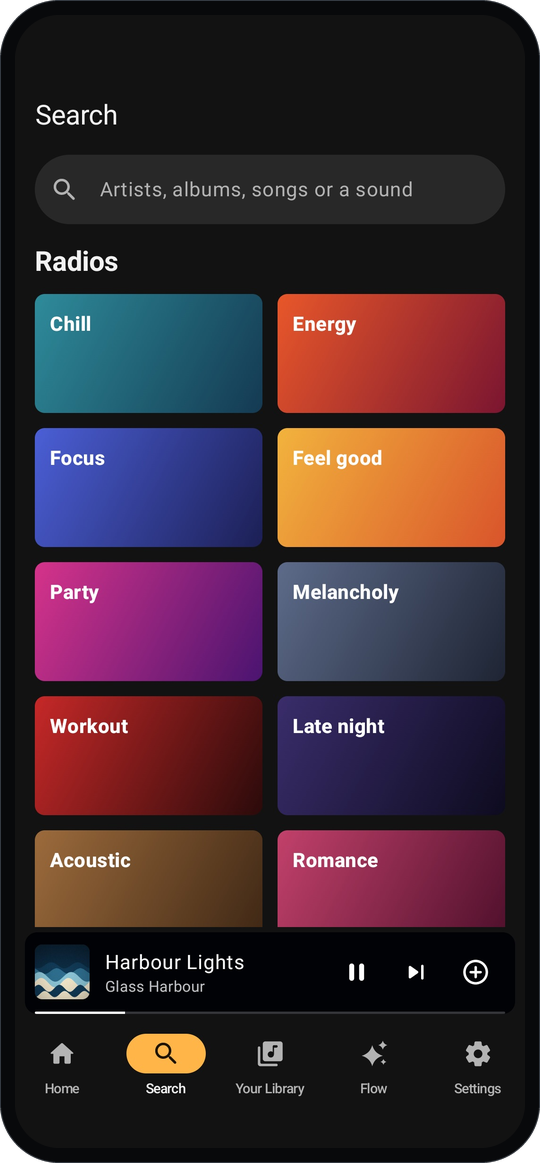 Search
Artists, albums, songs or a sound
Radios
Chill
Energy
Focus
Feel good
Party
Melancholy
Workout
Late night
Acoustic
Romance
Harbour Lights
Glass Harbour
Home
Search
Your Library
Flow
Settings